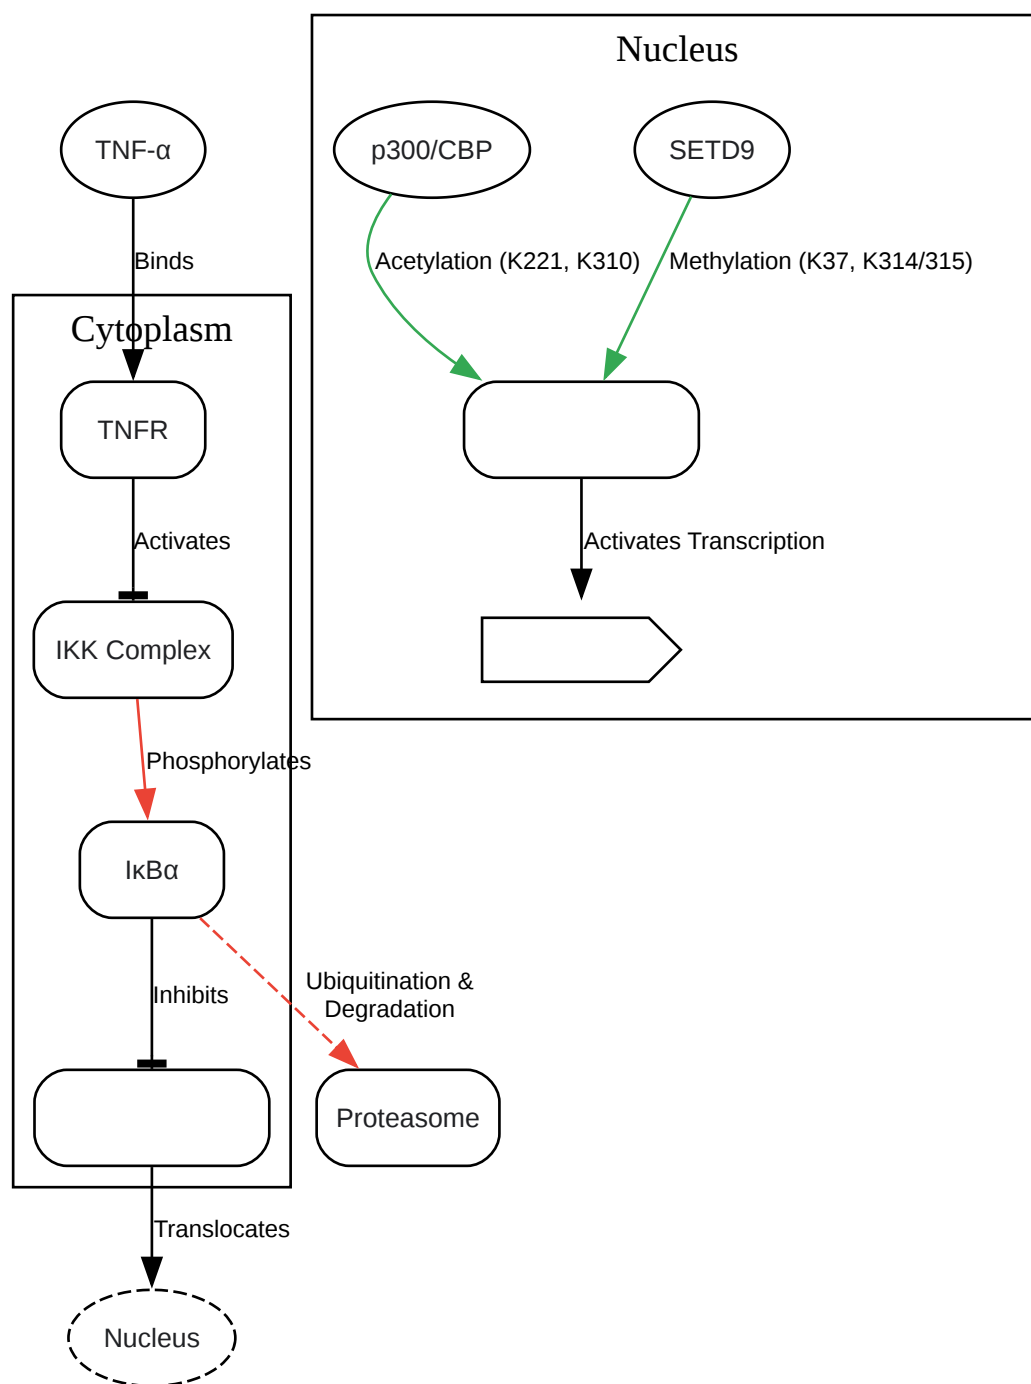 Nucleus
TNF-α
p300/CBP
SETD9
Binds
Acetylation (K221, K310)
Methylation (K37, K314/315)
Cytoplasm
TNFR
Activates
Activates Transcription
IKK Complex
Phosphorylates
IκBα
Inhibits
Ubiquitination &
Degradation
Proteasome
Translocates
Nucleus